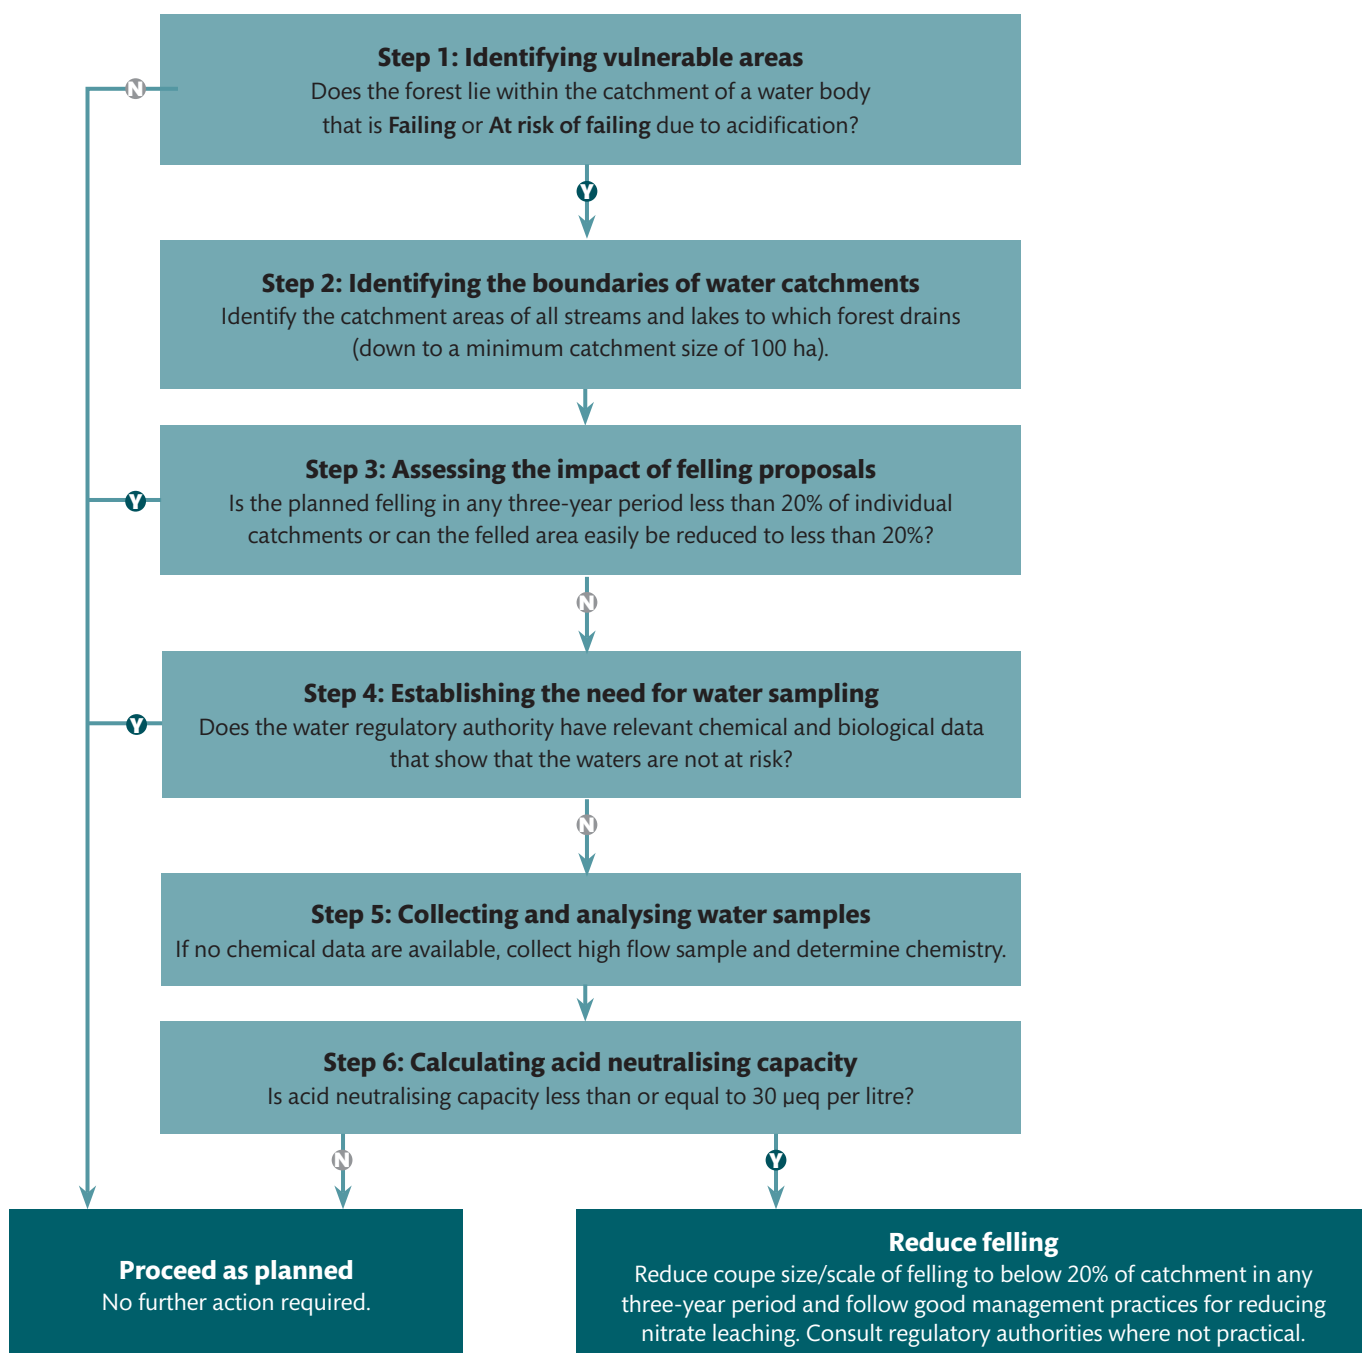 Step 1: Identifying vulnerable areas
Does the forest lie within the catchment of a water body
that is Failing or At risk of failing due to acidification?
N
Y
Step 2: Identifying the boundaries of water catchments
Identify the catchment areas of all streams and lakes to which forest drains
(down to a minimum catchment size of 100 ha).
Step 3: Assessing the impact of felling proposals
Is the planned felling in any three-year period less than 20% of individual
catchments or can the felled area easily be reduced to less than 20%?
Y
N
Step 4: Establishing the need for water sampling
Does the water regulatory authority have relevant chemical and biological data
that show that the waters are not at risk?
Y
N
Step 5: Collecting and analysing water samples
If no chemical data are available, collect high flow sample and determine chemistry.
Step 6: Calculating acid neutralising capacity
Is acid neutralising capacity less than or equal to 30 μeq per litre?
N
Y
Proceed as planned
No further action required.
Reduce felling
Reduce coupe size/scale of felling to below 20% of catchment in any
three-year period and follow good management practices for reducing
nitrate leaching. Consult regulatory authorities where not practical.